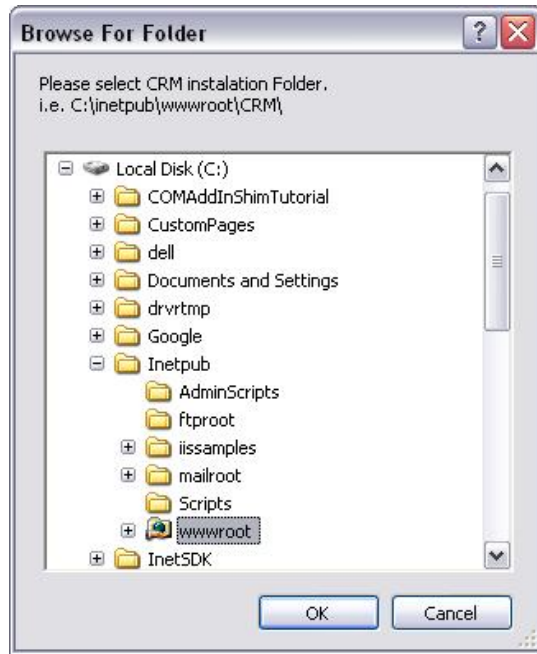 Browse For Folder
Please select CRM instalation Folder.
i.e. C:\inetpub\wwwroot\CRM\
Local Disk (C:)
COMAddInShimTutorial
CustomPages
dell
Documents and Settings
drvrtmp
Google
Inetpub
AdminScripts
ftproot
iissamples
mailroot
Scripts
wwwroot
InetSDK
OK Cancel